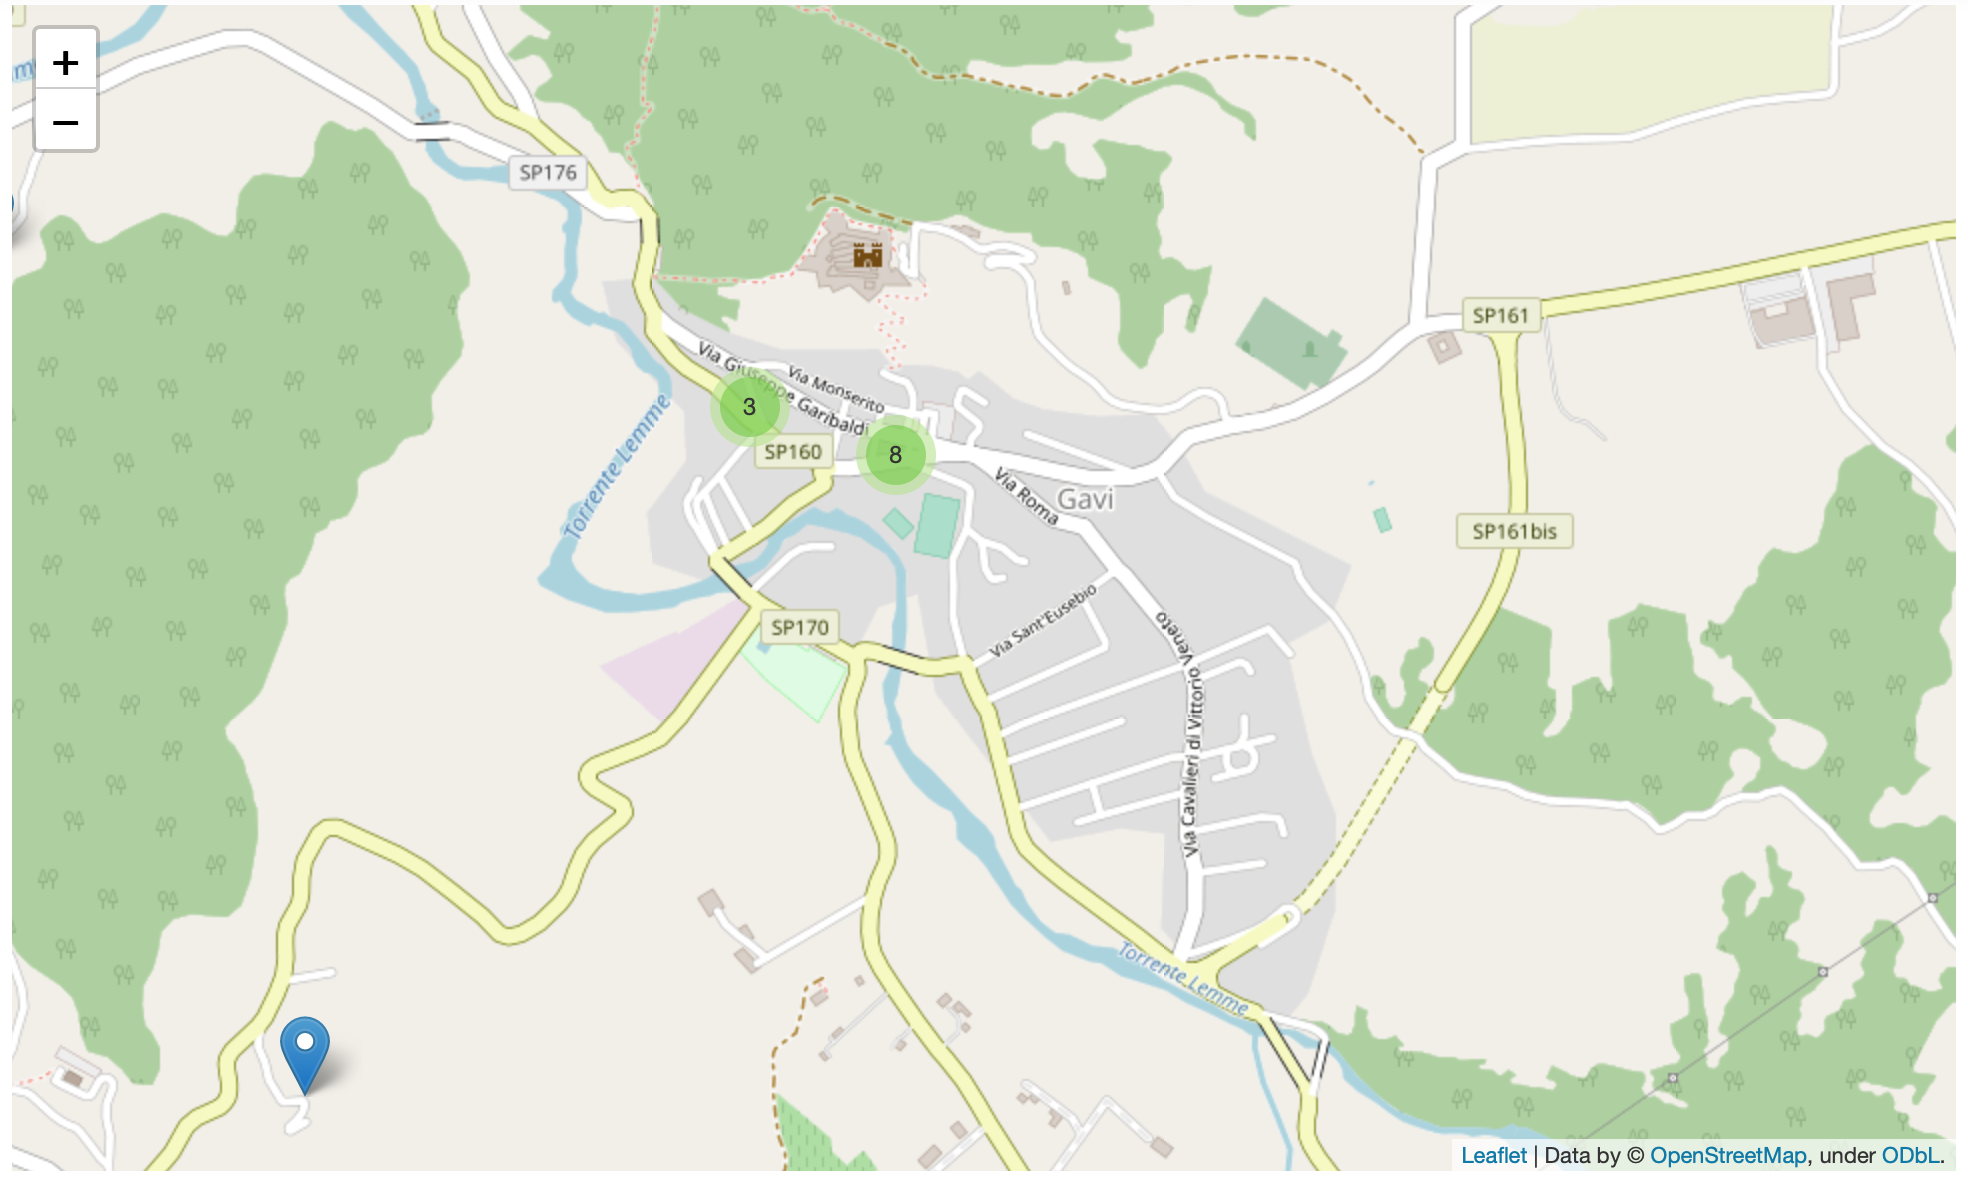 +
−
SP176
Via Giuseppe Garibaldi
Via Monserito
3
8
SP160
SP161
Torrente Lemme
Via Roma
Gavi
SP161bis
Via Sant'Eusebio
SP170
Via Cavalieri di Vittorio Veneto
Torrente Lemme
Leaflet | Data by © OpenStreetMap, under ODbL.